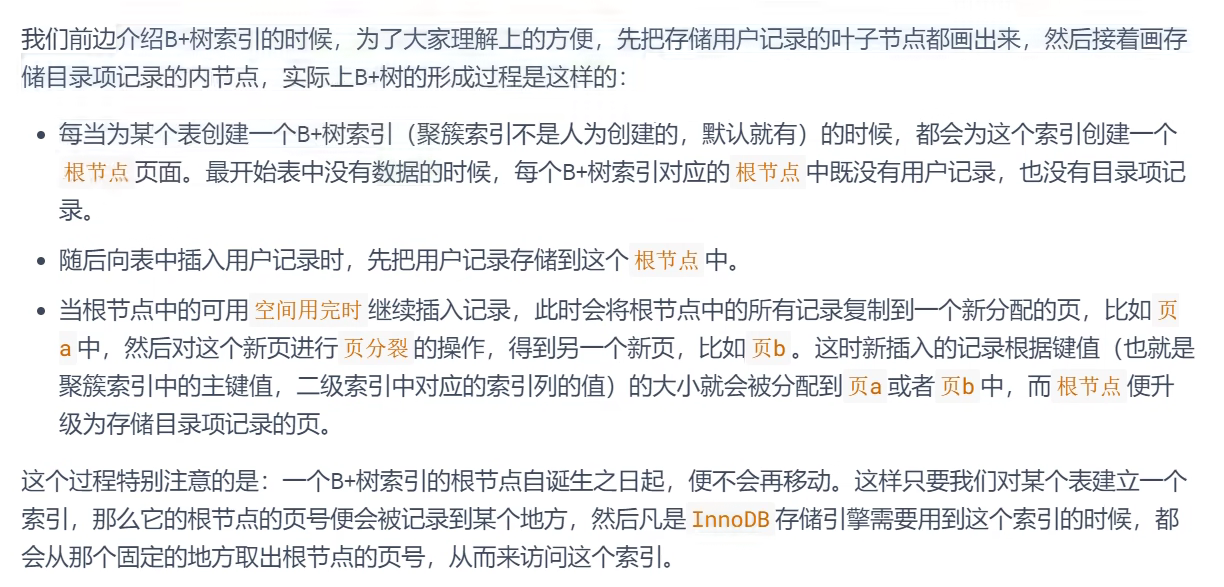 我们前边介绍B+树索引的时候，为了大家理解上的方便，先把存储用户记录的叶子节点都画出来，然后接着画存
储目录项记录的内节点，实际上B+树的形成过程是这样的：
• 每当为某个表创建一个B+树索引（聚簇索引不是人为创建的，默认就有）的时候，都会为这个索引创建一个
根节点页面。最开始表中没有数据的时候，每个B+树索引对应的根节点中既没有用户记录，也没有目录项记
录。
• 随后向表中插入用户记录时，先把用户记录存储到这个根节点中。
• 当根节点中的可用空间用完时继续插入记录，此时会将根节点中的所有记录复制到一个新分配的页，比如页
a中，然后对这个新页进行页分裂的操作，得到另一个新页，比如页b。这时新插入的记录根据键值（也就是
聚簇索引中的主键值，二级索引中对应的索引列的值）的大小就会被分配到页a或者页b中，而根节点便升
级为存储目录项记录的页。
这个过程特别注意的是：一个B+树索引的根节点自诞生之日起，便不会再移动。这样只要我们对某个表建立一个
索引，那么它的根节点的页号便会被记录到某个地方，然后凡是InnoDB存储引擎需要用到这个索引的时候，都
会从那个固定的地方取出根节点的页号，从而来访问这个索引。